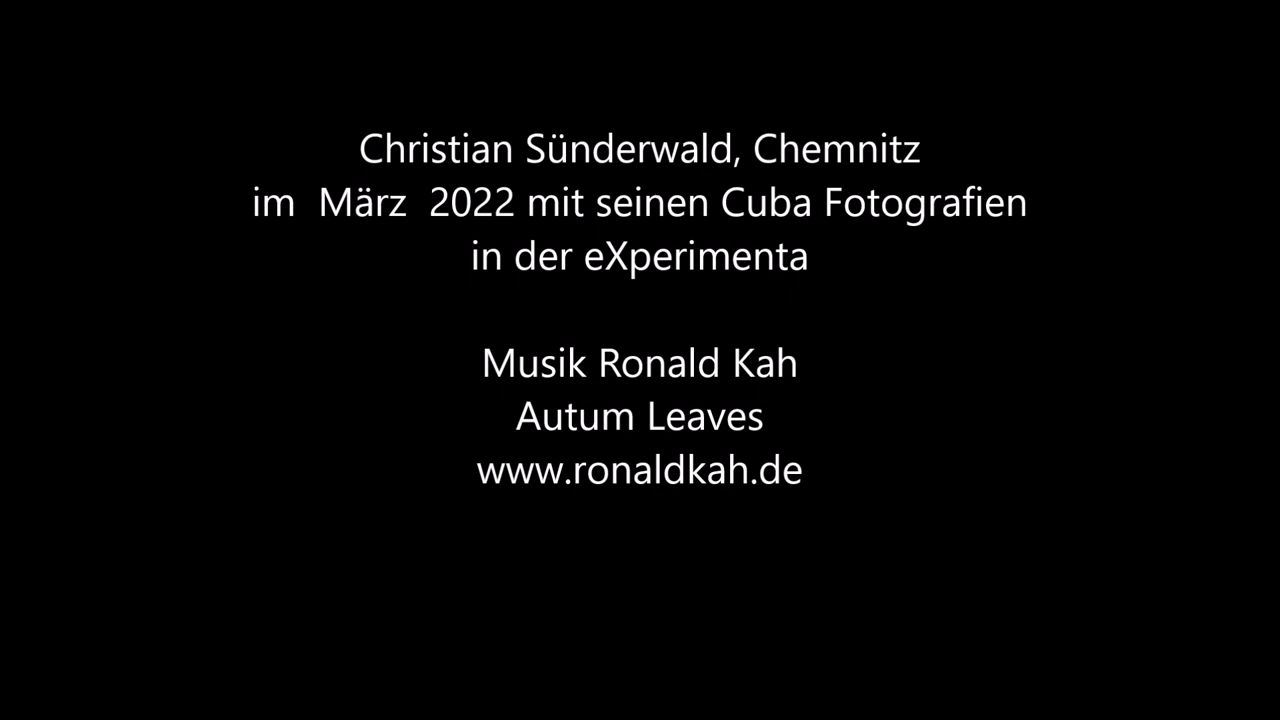 Christian Sünderwald, Chemnitz
im März 2022 mit seinen Cuba Fotografien
in der eXperimenta
Musik Ronald Kah
Autum Leaves
www.ronaldkah.de